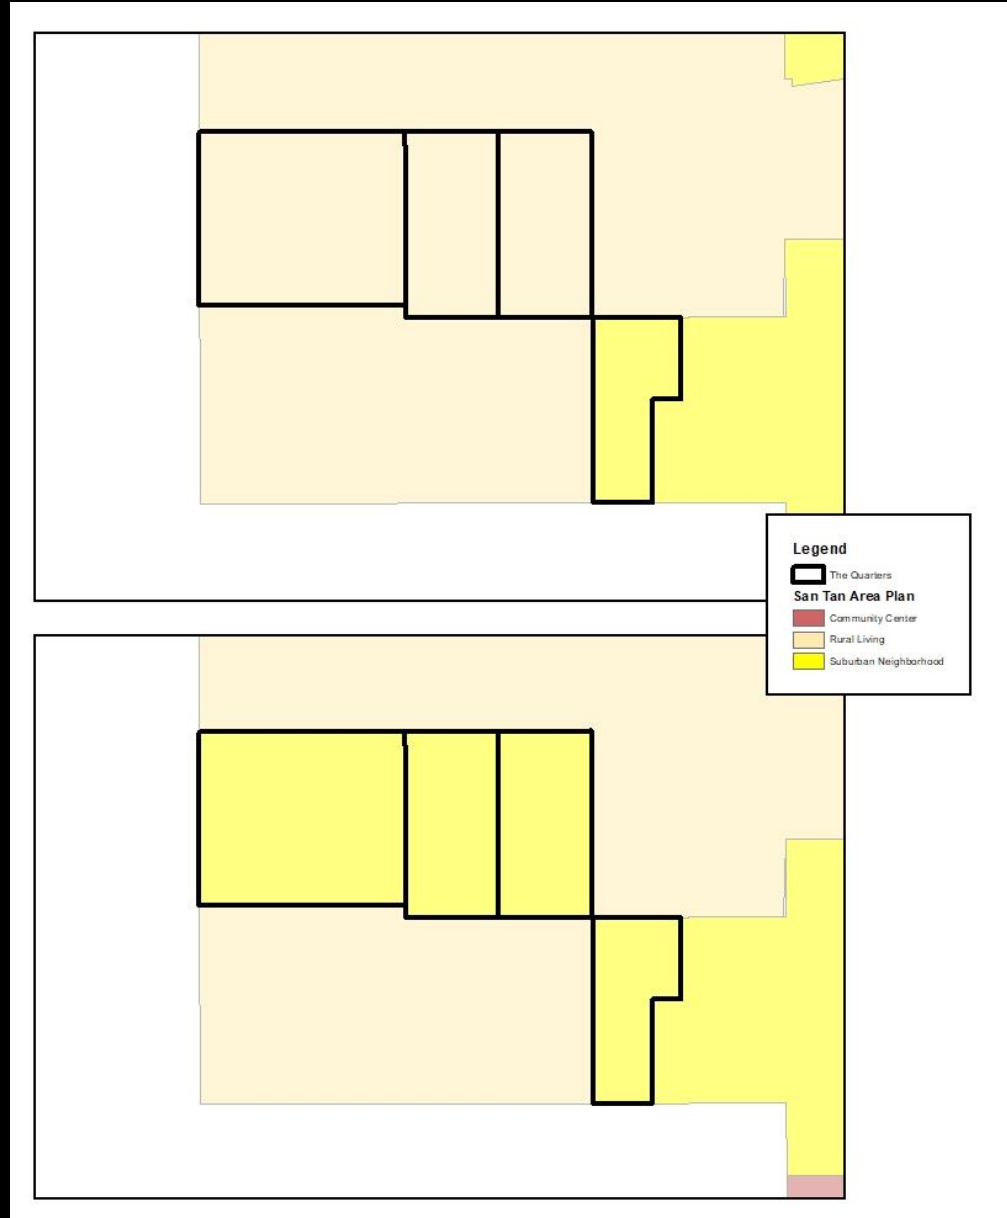 Legend
The Quarters
San Tan Area Plan
Community Center
Rural Living
Suburban Neighborhood